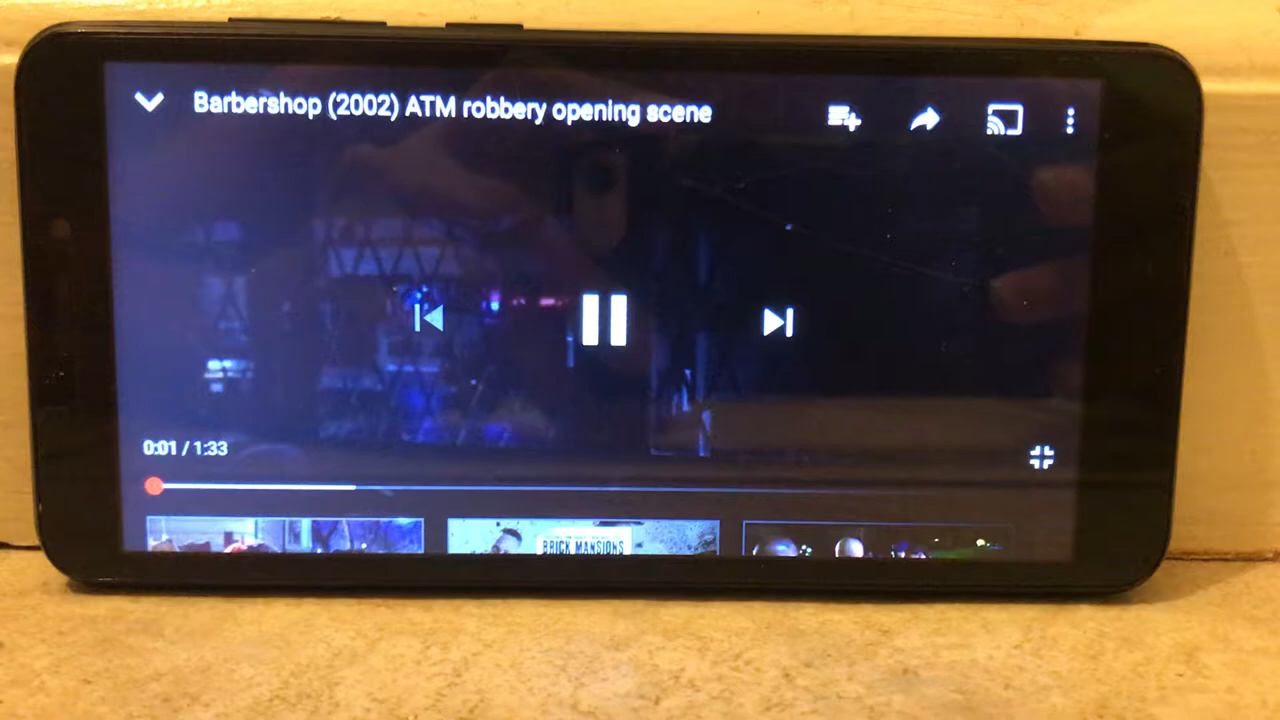 Barbershop (2002) ATM robbery opening scene
0:01 / 1:33
BRICK MANSIONS